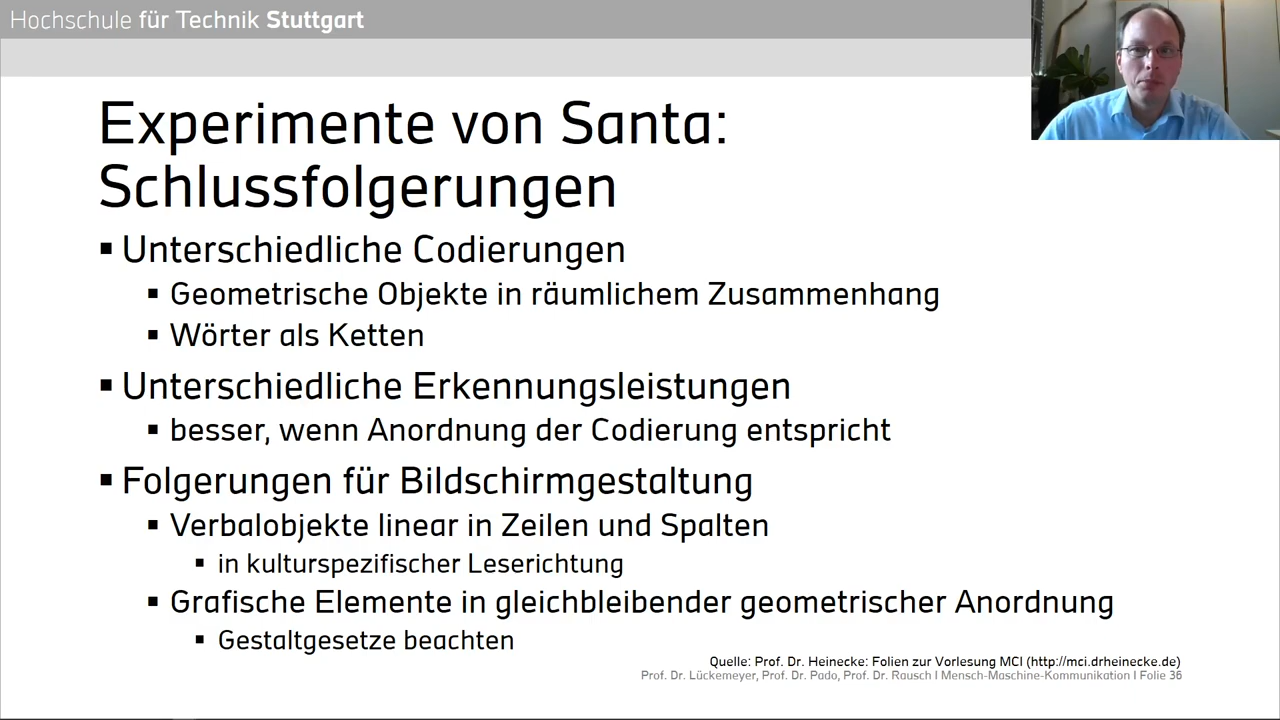 Hochschule für Technik Stuttgart
Experimente von Santa:
Schlussfolgerungen
▪ Unterschiedliche Codierungen
▪ Geometrische Objekte in räumlichem Zusammenhang
▪ Wörter als Ketten
▪ Unterschiedliche Erkennungsleistungen
▪ besser, wenn Anordnung der Codierung entspricht
▪ Folgerungen für Bildschirmgestaltung
▪ Verbalobjekte linear in Zeilen und Spalten
▪ in kulturspezifischer Leserichtung
▪ Grafische Elemente in gleichbleibender geometrischer Anordnung
▪ Gestaltgesetze beachten
Quelle: Prof. Dr. Heinecke: Folien zur Vorlesung MCI (http://mci.drheinecke.de)
Prof. Dr. Lückemeyer, Prof. Dr. Pado, Prof. Dr. Rausch I Mensch-Maschine-Kommunikation I Folie 36